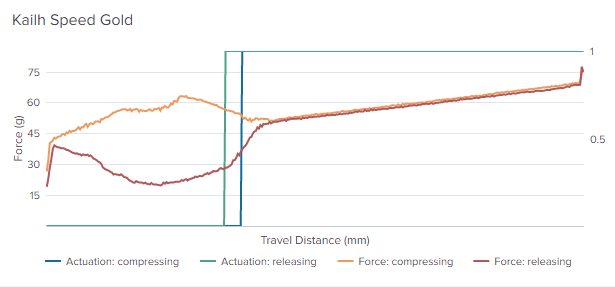 Kailh Speed Gold
1
75
60
45
0.5
30
15
Force (g)
Travel Distance (mm)
Actuation: compressing Actuation: releasing Force: compressing Force: releasing